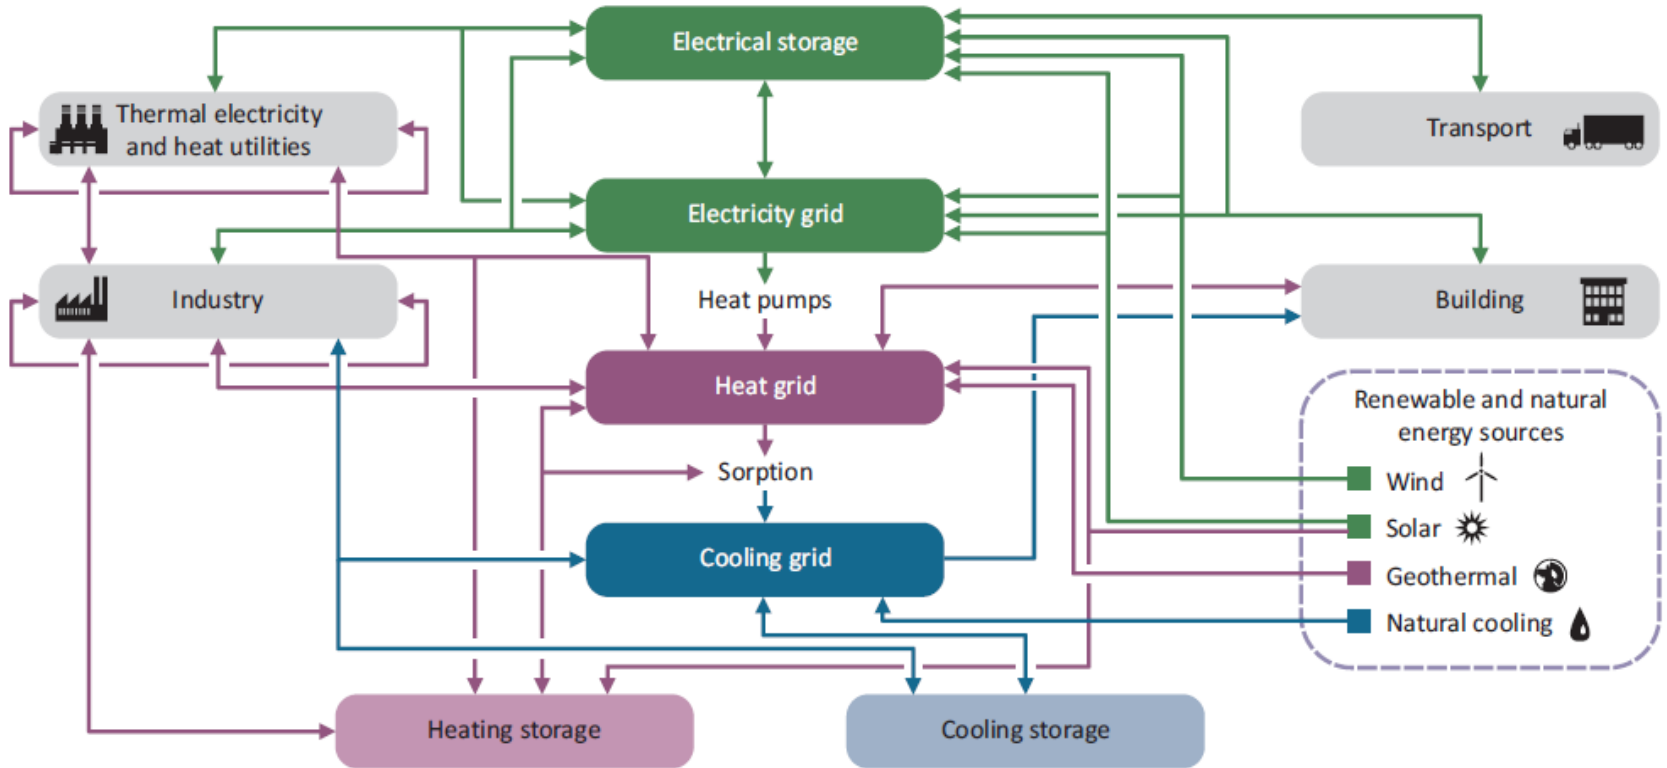 Electrical storage
Thermal electricity
and heat utilities
Transport
Electricity grid
Industry
Heat pumps
Building
Heat grid
Renewable and natural
energy sources
Sorption
Wind
Solar
Cooling grid
Geothermal
Natural cooling
Heating storage
Cooling storage